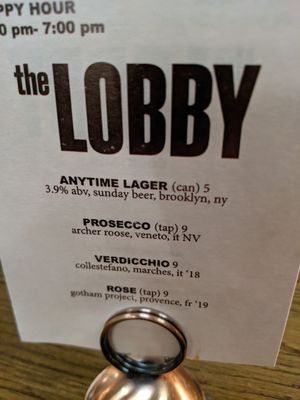 PPY HOUR
0 pm- 7:00 pm
the LOBBY
ANYTIME LAGER (can) 5
3.9% abv, sunday beer, brooklyn, ny
PROSECCO (tap) 9
archer roose, veneto, it NV
VERDICCHIO 9
collestefano, marches, it '18
ROSE (tap) 9
gotham project, provence, fr '19